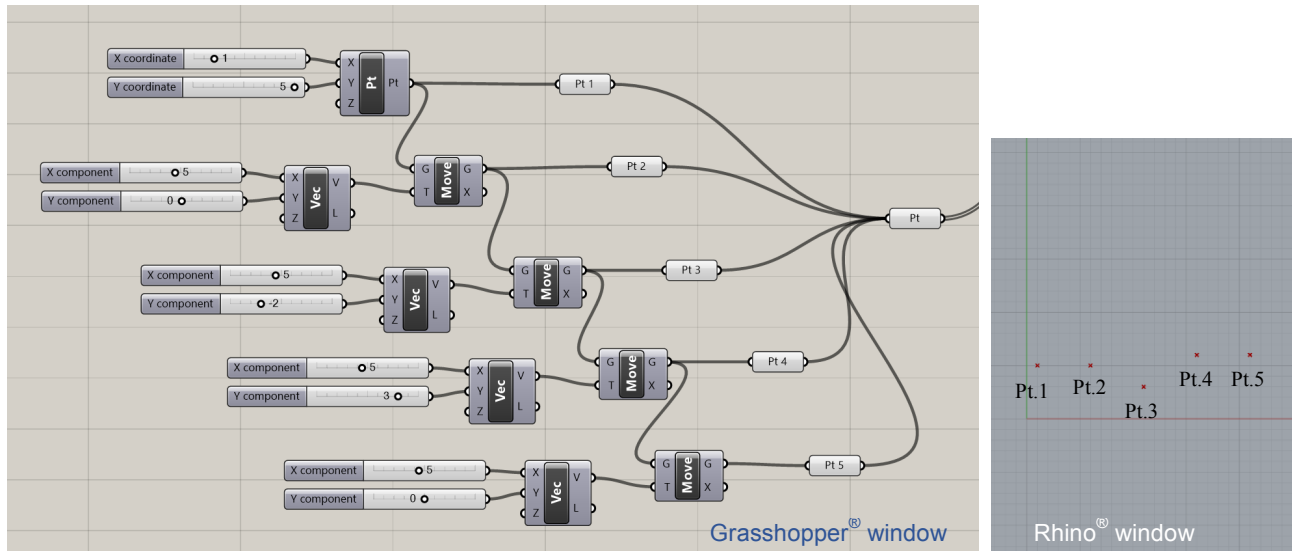 X coordinate 1
Y coordinate 5
X
Y
Z
Pt
Pt
Pt 1
X component 5
Y component 0
X
Y
Z
Vec
V
L
G
T
Move
G
X
Pt 2
Pt
X component 5
Y component -2
X
Y
Z
Vec
V
L
G
T
Move
G
X
Pt 3
X component 5
Y component 3
X
Y
Z
Vec
V
L
G
T
Move
G
X
Pt 4
X component 5
Y component 0
X
Y
Z
Vec
V
L
G
T
Move
G
X
Pt 5
Grasshopper® window
Pt.1
Pt.2
Pt.3
Pt.4
Pt.5
Rhino® window